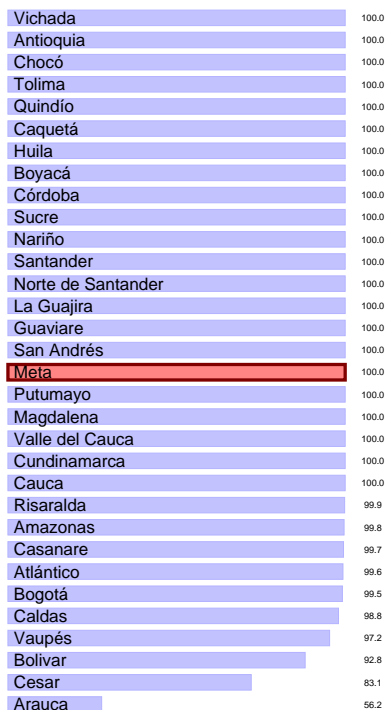 Vichada 100.0
Antioquia 100.0
Chocó 100.0
Tolima 100.0
Quindío 100.0
Caquetá 100.0
Huila 100.0
Boyacá 100.0
Córdoba 100.0
Sucre 100.0
Nariño 100.0
Santander 100.0
Norte de Santander 100.0
La Guajira 100.0
Guaviare 100.0
San Andrés 100.0
Meta 100.0
Putumayo 100.0
Magdalena 100.0
Valle del Cauca 100.0
Cundinamarca 100.0
Cauca 100.0
Risaralda 99.9
Amazonas 99.8
Casanare 99.7
Atlántico 99.6
Bogotá 99.5
Caldas 98.8
Vaupés 97.2
Bolivar 92.8
Cesar 83.1
Arauca 56.2